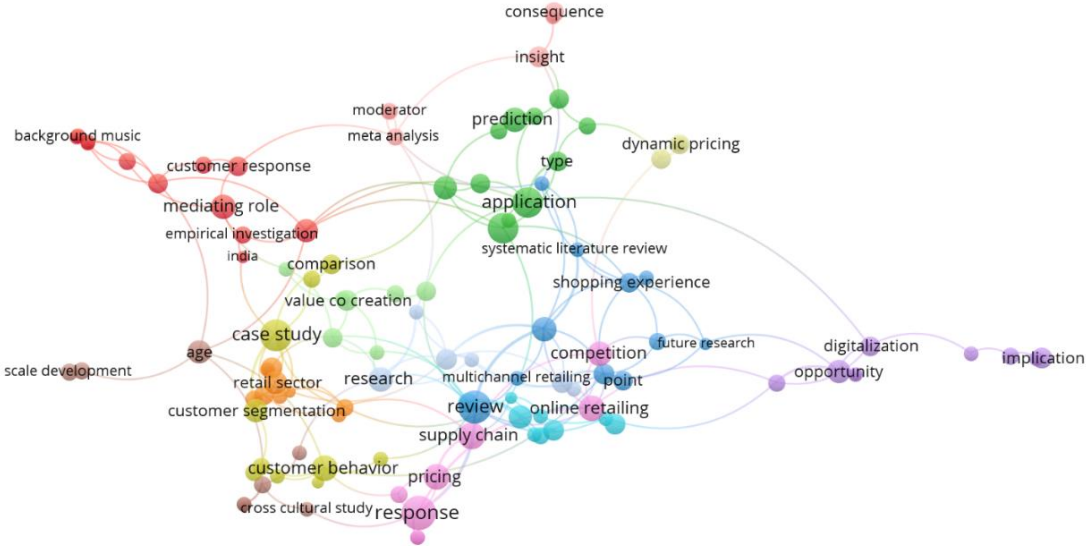 consequence
insight
moderator
prediction
background music
meta analysis
dynamic pricing
customer response
type
mediating role
application
empirical investigation
systematic literature review
india
comparison
shopping experience
value co creation
case study
future research
digitalization
age
competition
implication
scale development
opportunity
retail sector
research
multichannel retailing
point
customer segmentation
review
online retailing
supply chain
customer behavior
pricing
cross cultural study
response